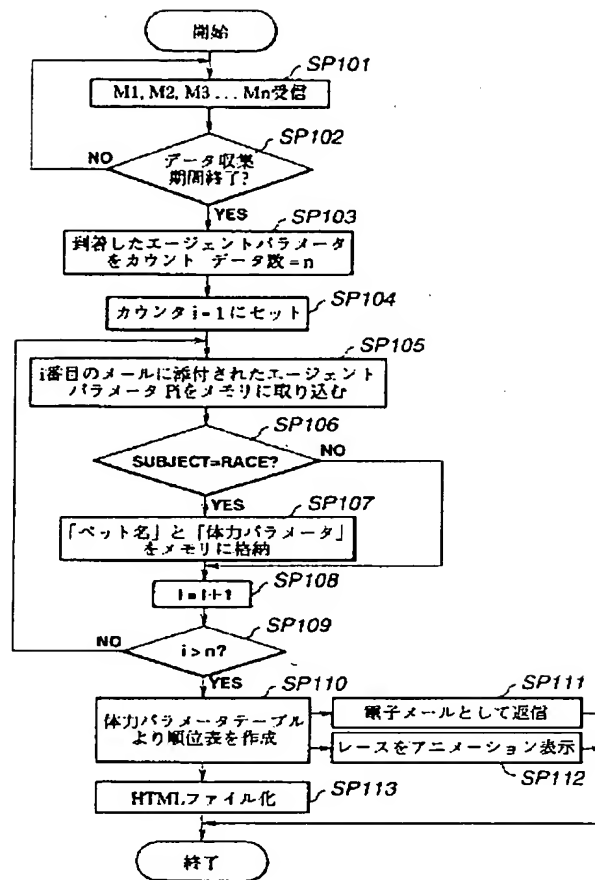 開始
SP101
M1, M2, M3 ... Mn受信
SP102
NO
データ収集
期間終了?
YES
SP103
到着したエージェントパラメータ
をカウント データ数=n
SP104
カウンタi=1にセット
SP105
i番目のメールに添付されたエージェント
パラメータ Piをメモリに取り込む
SP106
NO
SUBJECT=RACE?
YES
SP107
「ペット名」と「体力パラメータ」
をメモリに格納
SP108
i=i+1
SP109
NO
i>n?
YES
SP110
SP111
体力パラメータテーブル
より順位表を作成
電子メールとして返信
レースをアニメーション表示
SP112
SP113
HTMLファイル化
終了